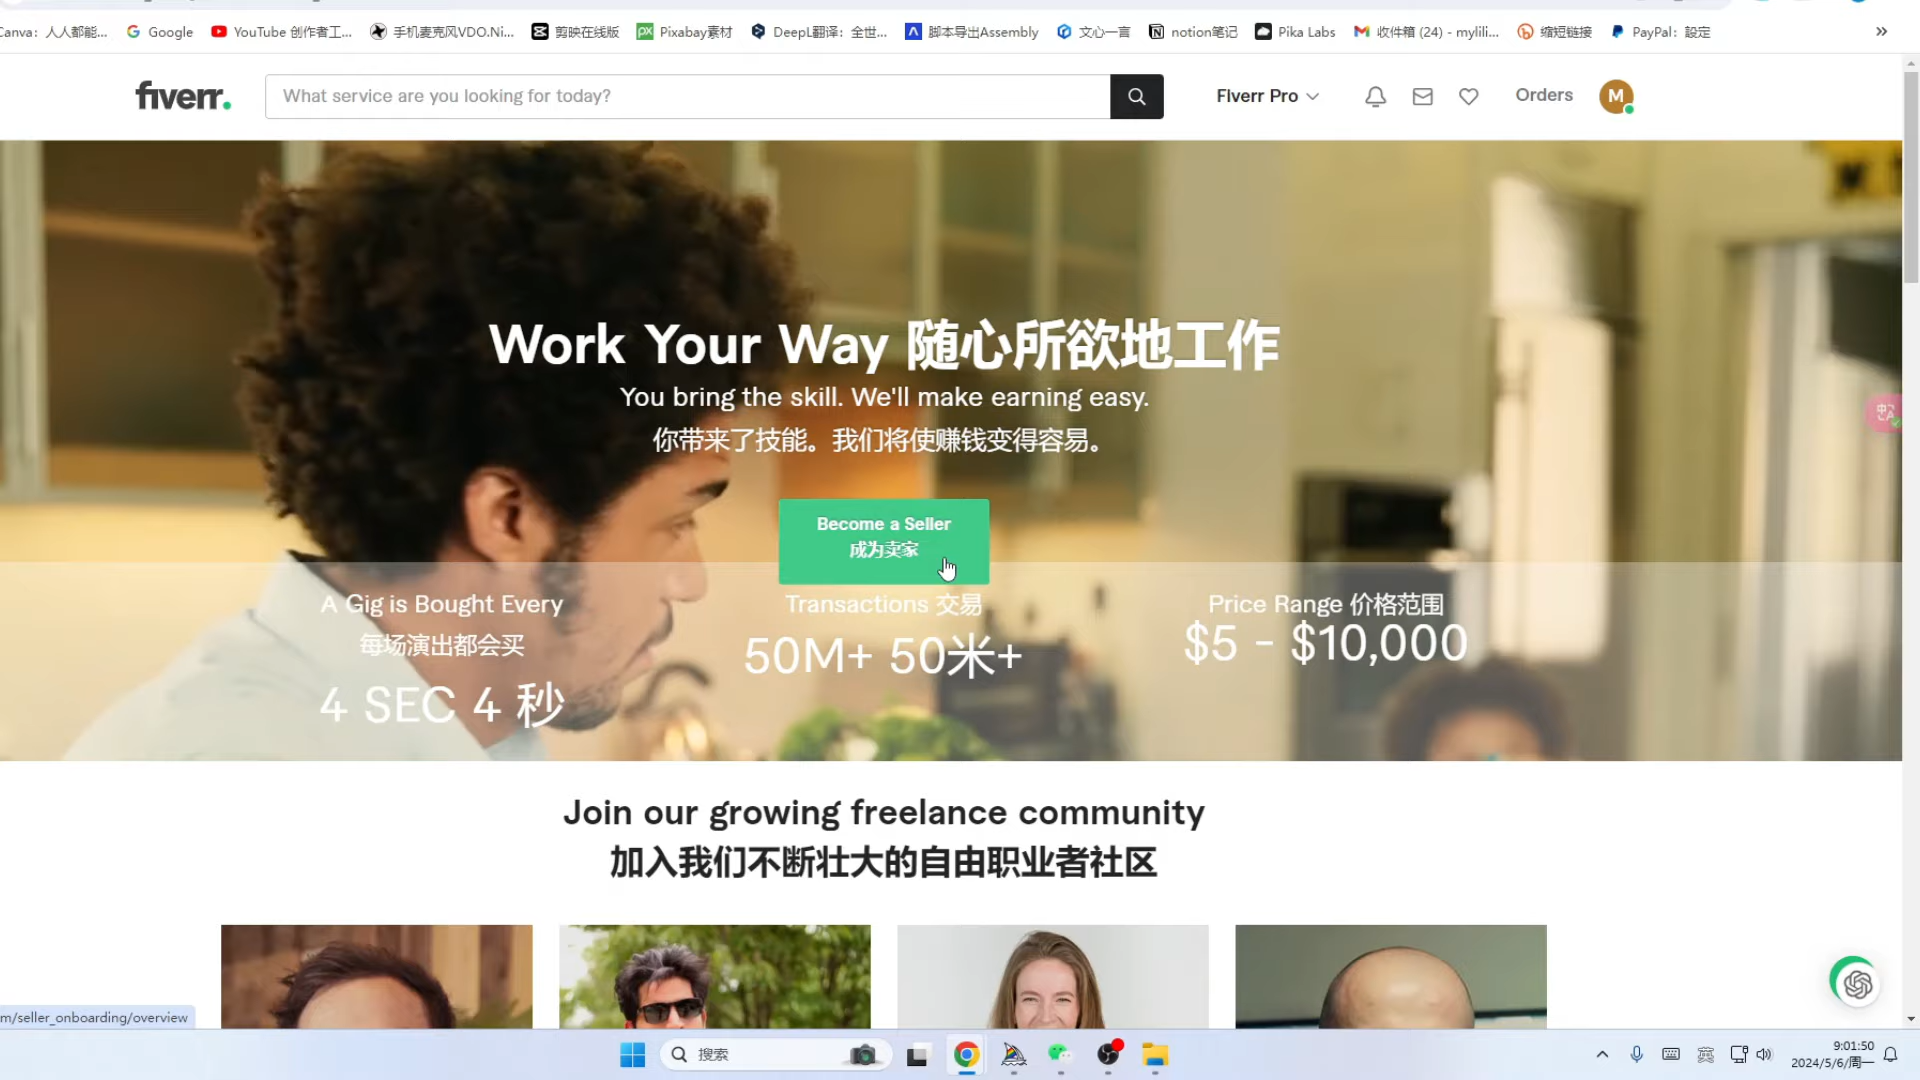 Canva：人人都能...
Google
YouTube 创作者工...
手机麦克风VDO.Ni...
剪映在线版
Pixabay素材
DeepL翻译：全世...
脚本导出Assembly
文心一言
notion笔记
Pika Labs
收件箱 (24) - mylili...
缩短链接
PayPal：設定
fiverr.
What service are you looking for today?
Fiverr Pro
Orders
M
Work Your Way 随心所欲地工作
You bring the skill. We'll make earning easy.
你带来了技能。我们将使赚钱变得容易。
Become a Seller
成为卖家
A Gig is Bought Every
每场演出都会买
4 SEC 4 秒
Transactions 交易
50M+ 50米+
Price Range 价格范围
$5 - $10,000
Join our growing freelance community
加入我们不断壮大的自由职业者社区
m/seller_onboarding/overview
搜索
英
9:01:50
2024/5/6/周一